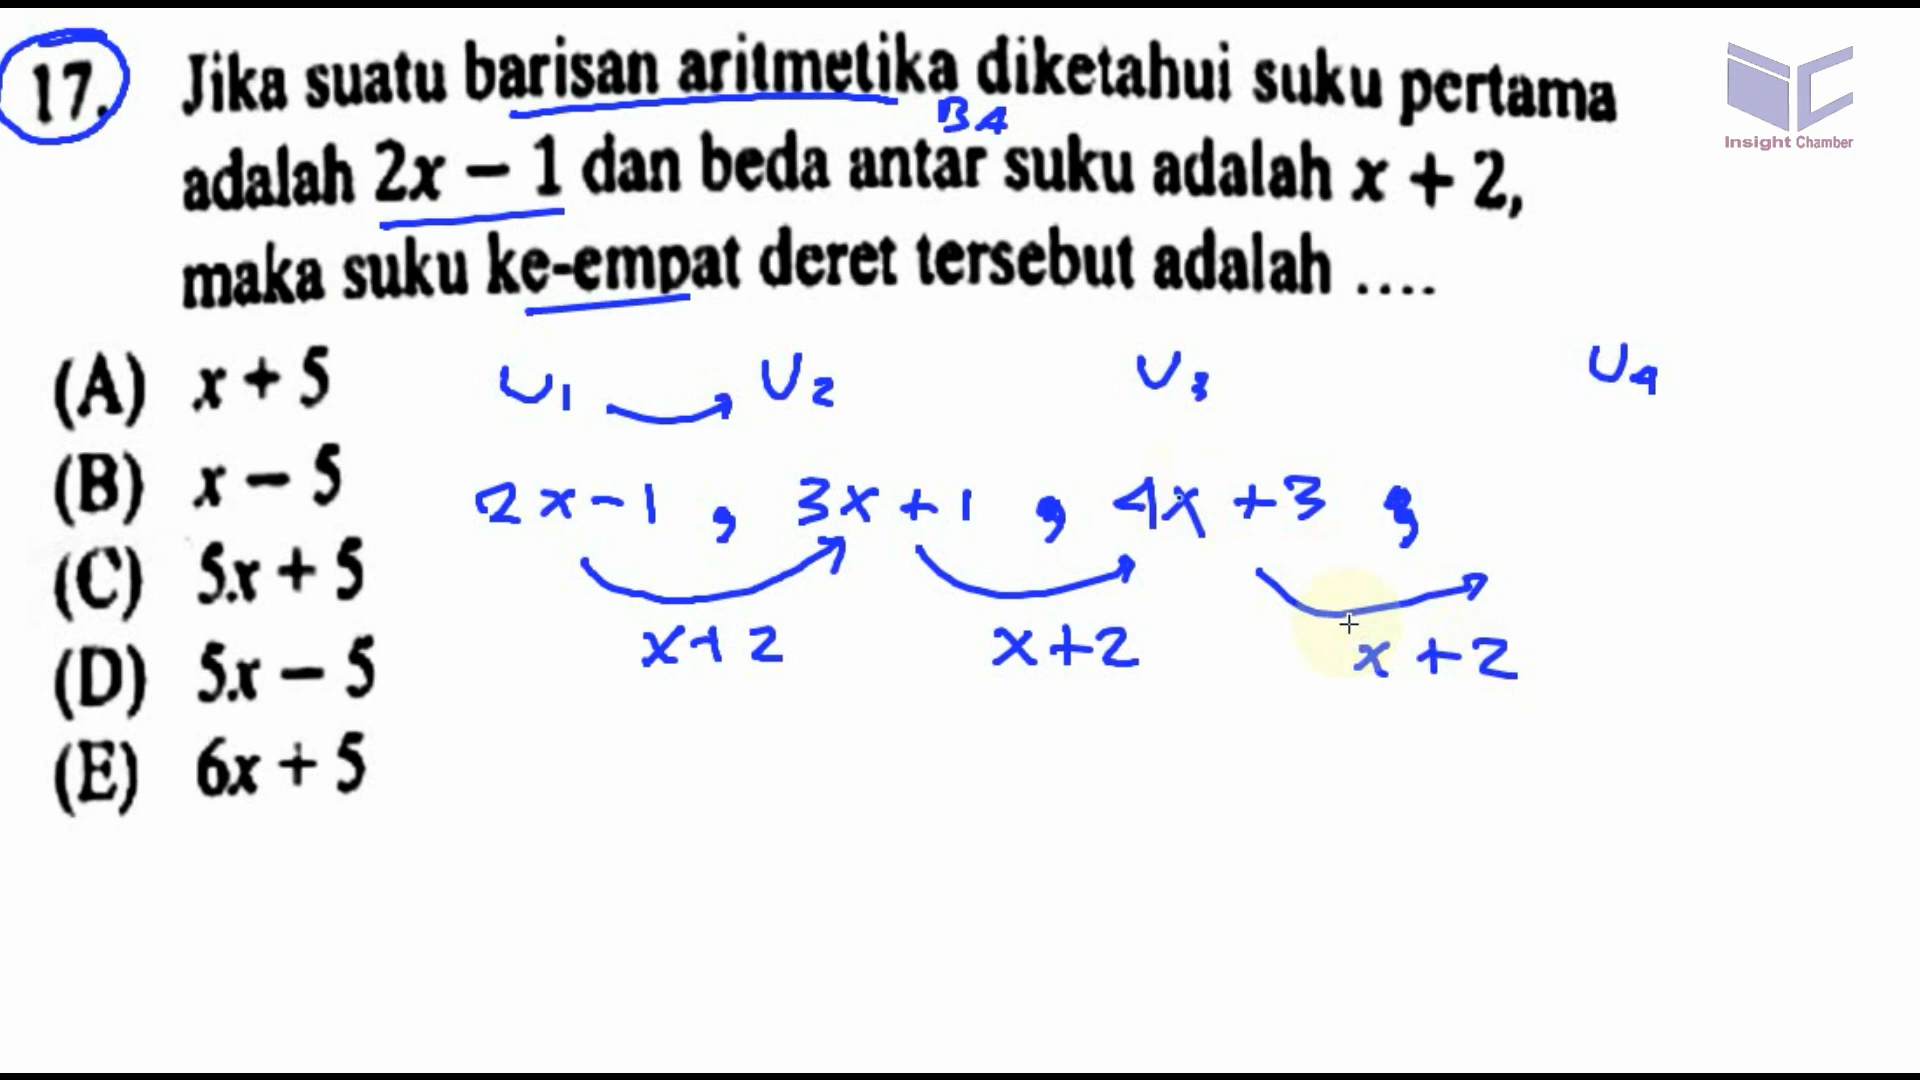 17. Jika suatu barisan aritmetika diketahui suku pertama
BA
adalah 2x − 1 dan beda antar suku adalah x + 2,
maka suku ke-empat deret tersebut adalah ....
(A) x + 5
(B) x − 5
(C) 5x + 5
(D) 5x − 5
(E) 6x + 5
U1 U2 U3 U4
2x-1 , 3x+1 , 4x+3 ,
x+2 x+2 x+2
Insight Chamber